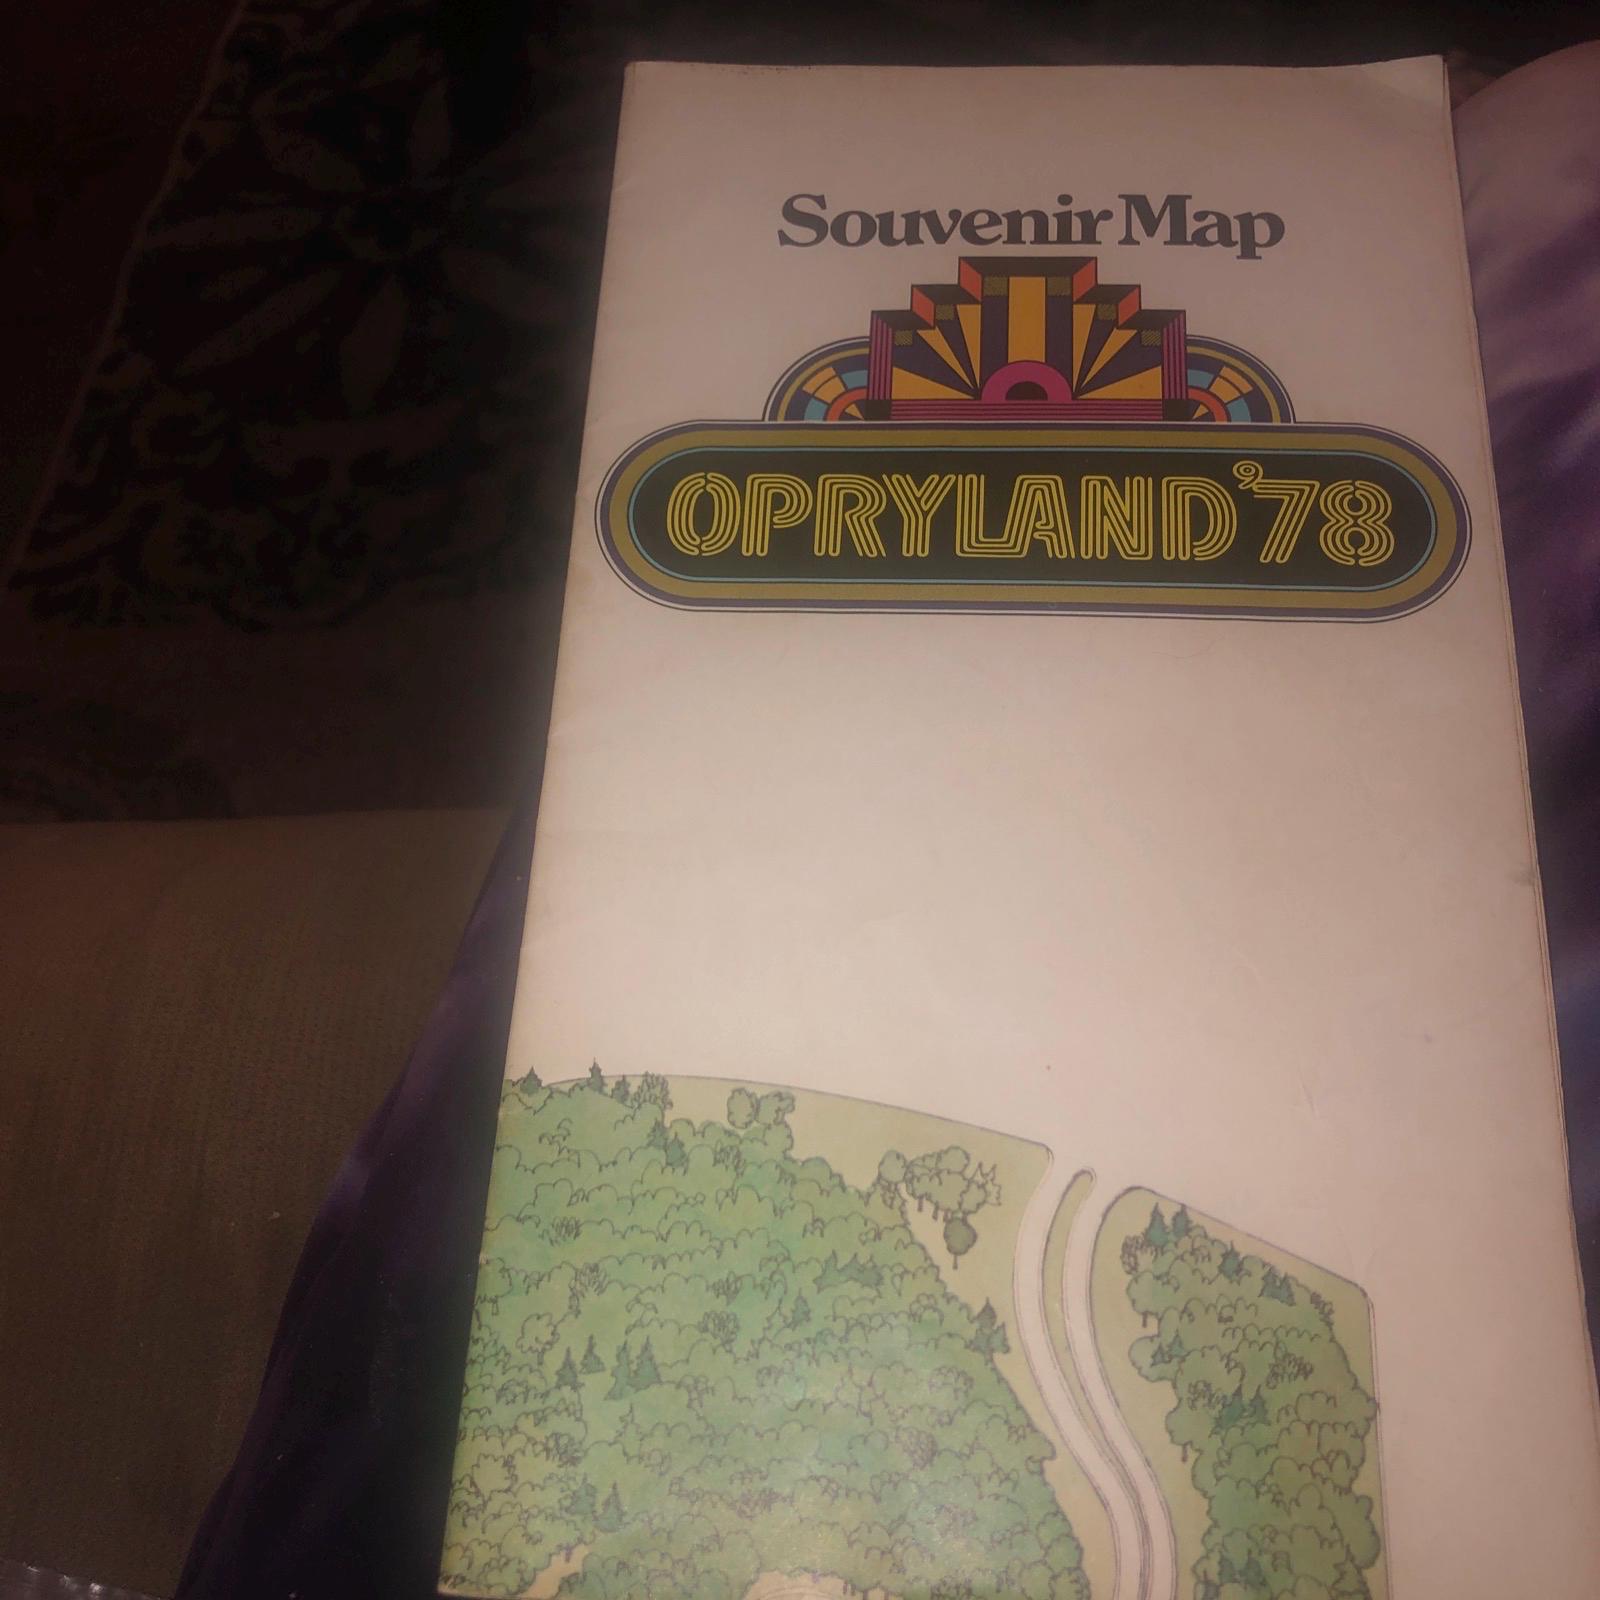 Souvenir Map
OPRYLAND '78